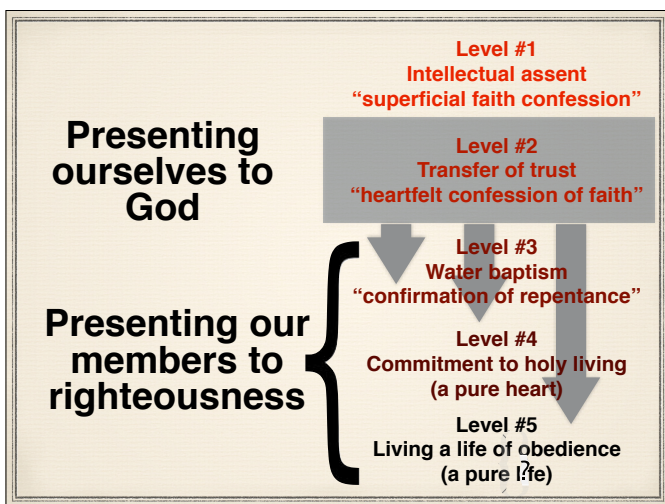 Level #1
Intellectual assent
“superficial faith confession”
Presenting
ourselves to
God
Level #2
Transfer of trust
“heartfelt confession of faith”
Presenting our
members to
righteousness
Level #3
Water baptism
“confirmation of repentance”
Level #4
Commitment to holy living
(a pure heart)
Level #5
Living a life of obedience
(a pure life)
?